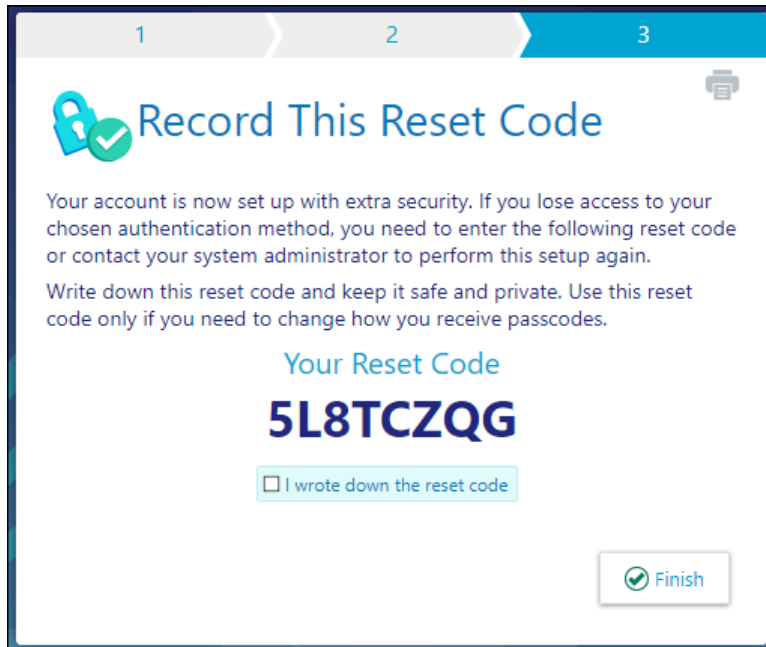 1
2
3
Record This Reset Code
Your account is now set up with extra security. If you lose access to your
chosen authentication method, you need to enter the following reset code
or contact your system administrator to perform this setup again.
Write down this reset code and keep it safe and private. Use this reset
code only if you need to change how you receive passcodes.
Your Reset Code
5L8TCZQG
I wrote down the reset code
Finish